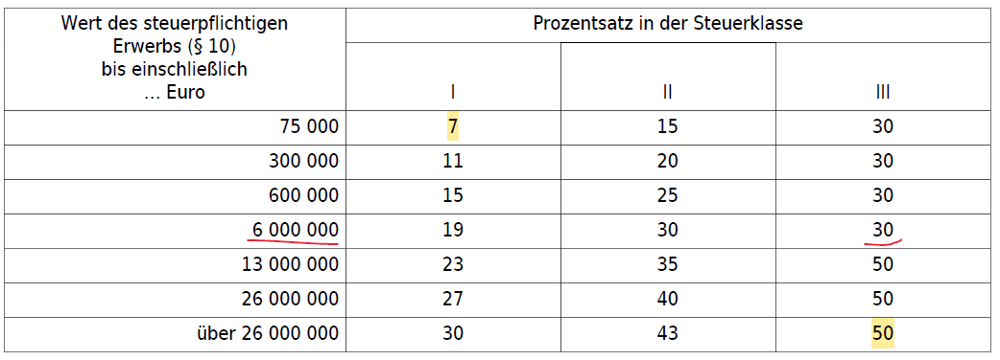 Wert des steuerpflichtigen
Erwerbs (§ 10)
bis einschließlich
... Euro
Prozentsatz in der Steuerklasse
I II III
75 000 7 15 30
300 000 11 20 30
600 000 15 25 30
6 000 000 19 30 30
13 000 000 23 35 50
26 000 000 27 40 50
über 26 000 000 30 43 50